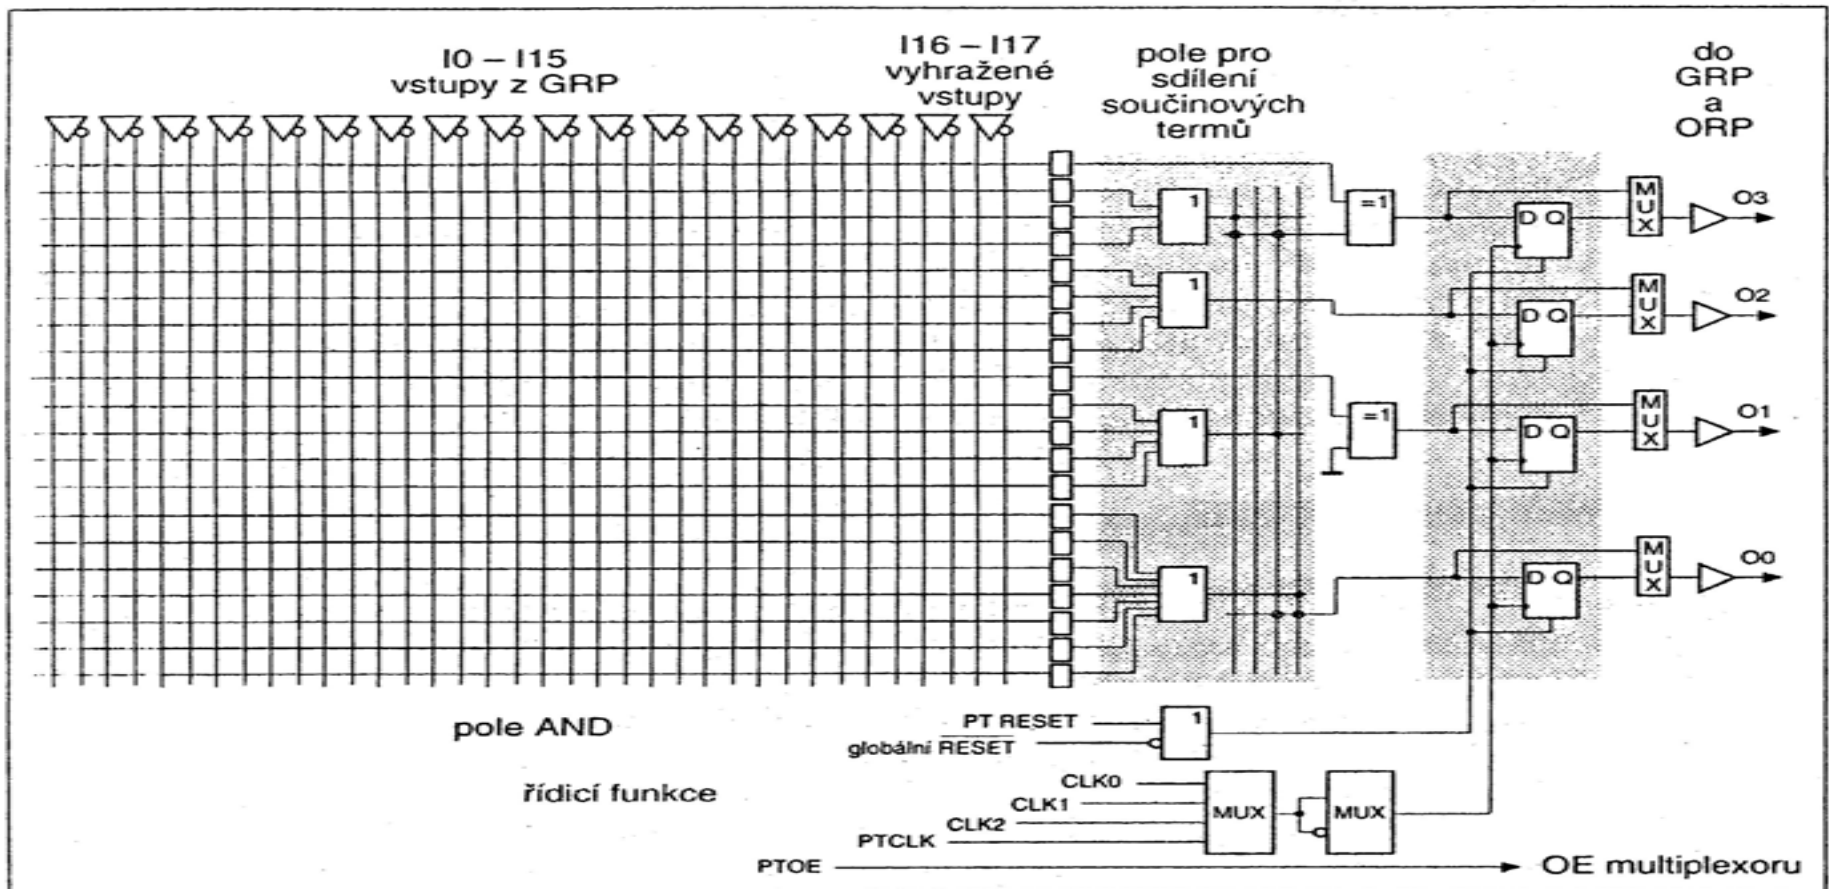 I0 – I15
vstupy z GRP
I16 – I17
vyhražené
vstupy
pole pro
sdílení
součinových
termů
do
GRP
a
ORP
1
=1
D Q
MUX
O3
1
D Q
MUX
O2
1
=1
D Q
MUX
O1
1
D Q
MUX
O0
pole AND
řídicí funkce
PT RESET
globální RESET
1
CLK0
CLK1
CLK2
PTCLK
MUX
MUX
PTOE
OE multiplexoru